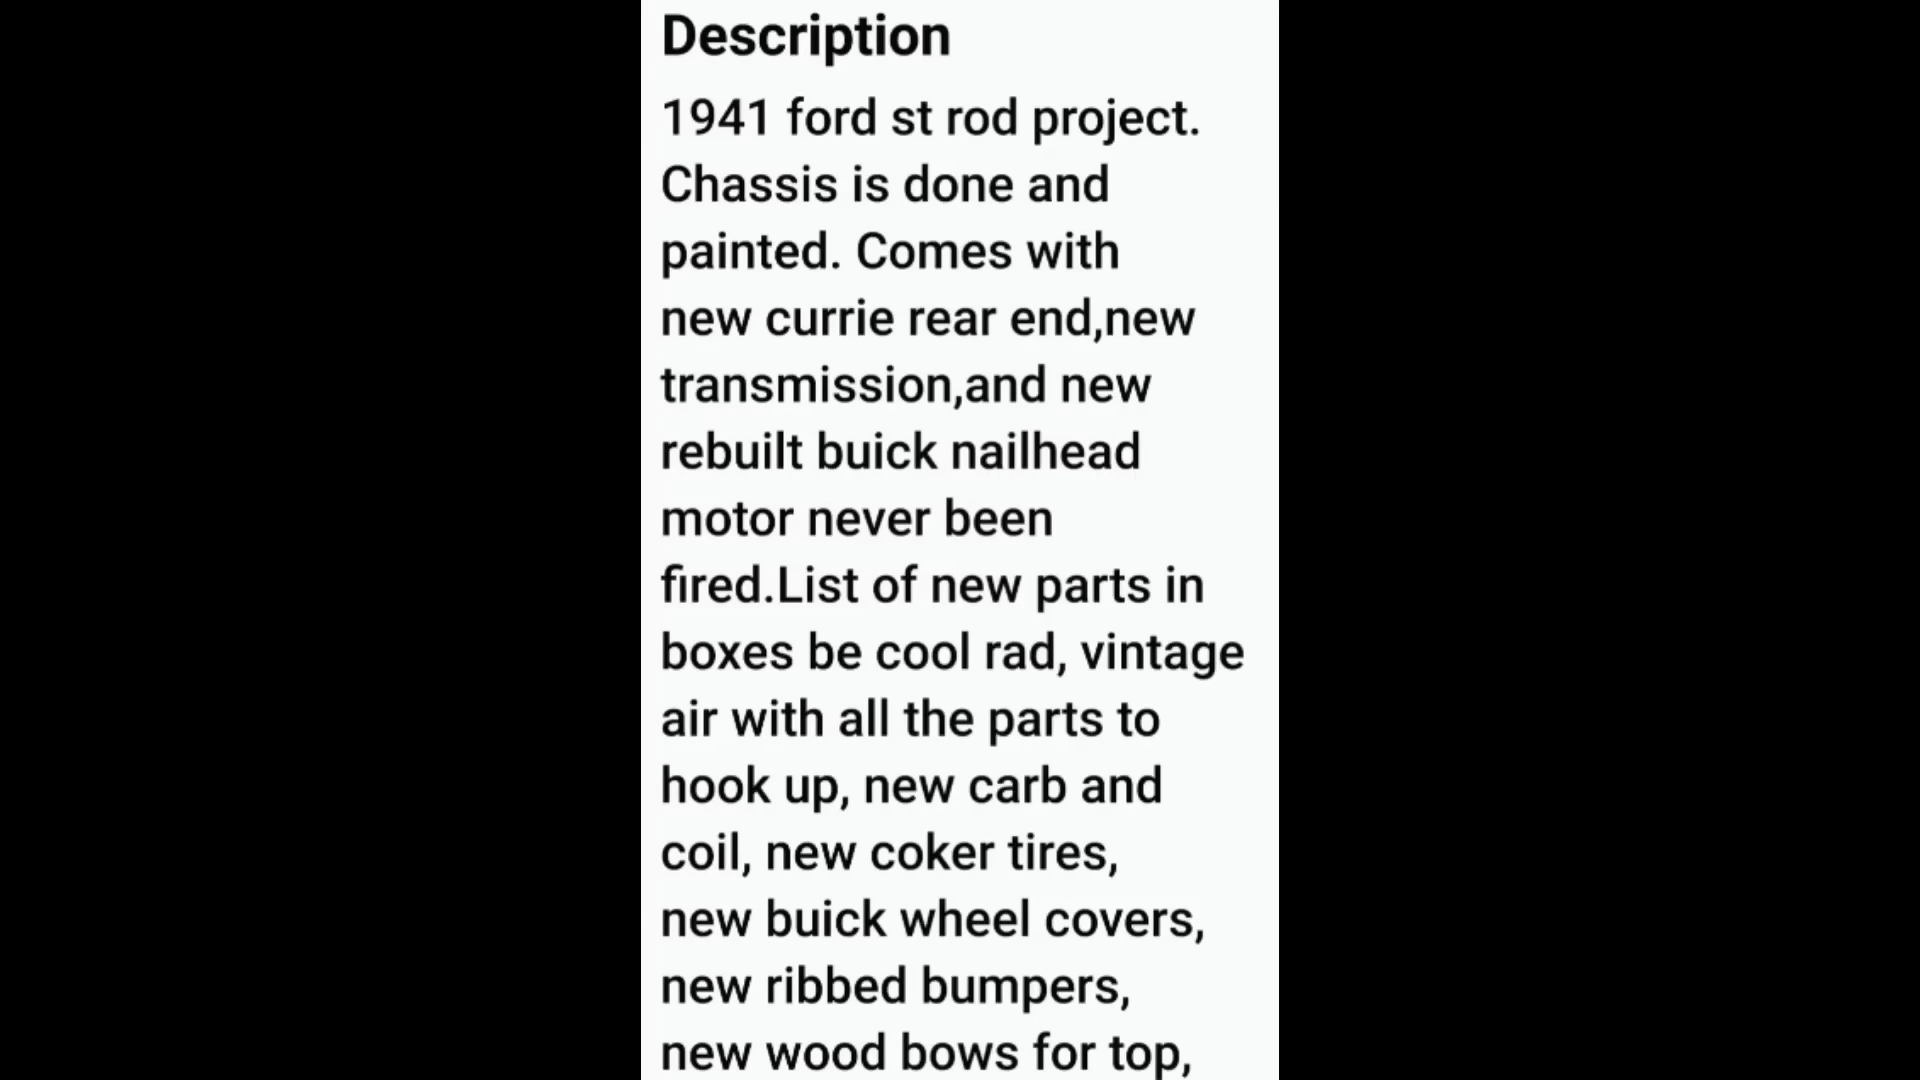 Description
1941 ford st rod project.
Chassis is done and
painted. Comes with
new currie rear end,new
transmission,and new
rebuilt buick nailhead
motor never been
fired.List of new parts in
boxes be cool rad, vintage
air with all the parts to
hook up, new carb and
coil, new coker tires,
new buick wheel covers,
new ribbed bumpers,
new wood bows for top,